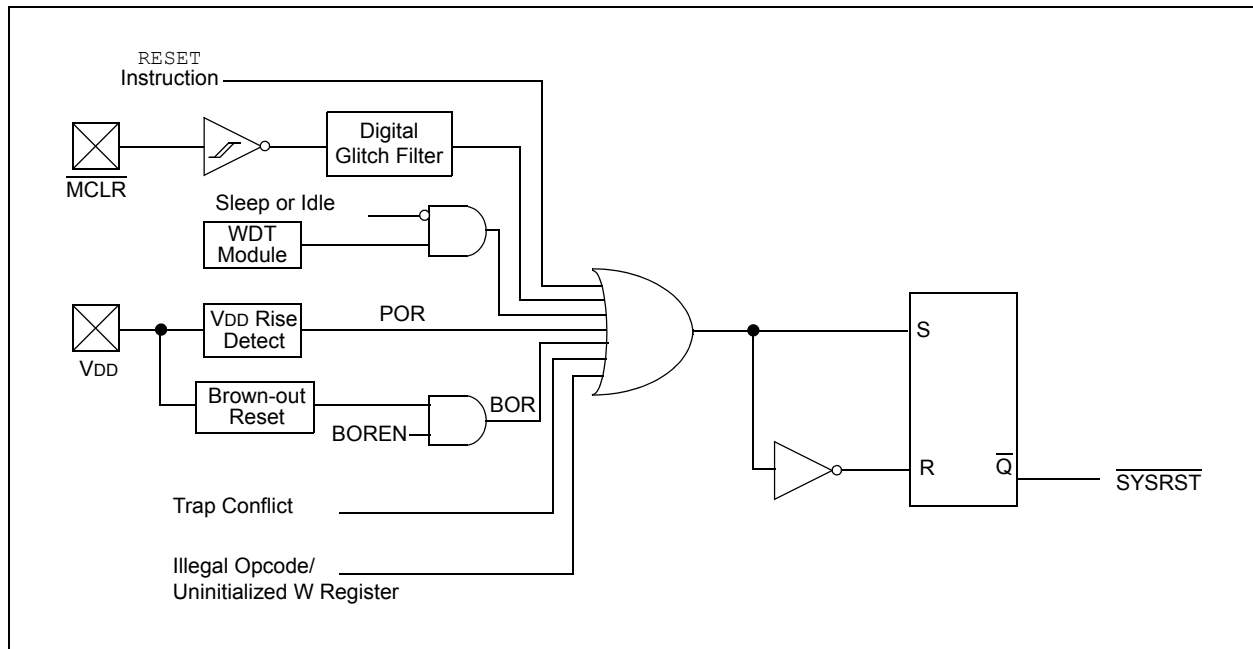 RESET
Instruction
Digital
Glitch Filter
MCLR
Sleep or Idle
WDT
Module
VDD
VDD Rise
Detect
POR
Brown-out
Reset
BOREN
BOR
Trap Conflict
Illegal Opcode/
Uninitialized W Register
S
R
Q
SYSRST